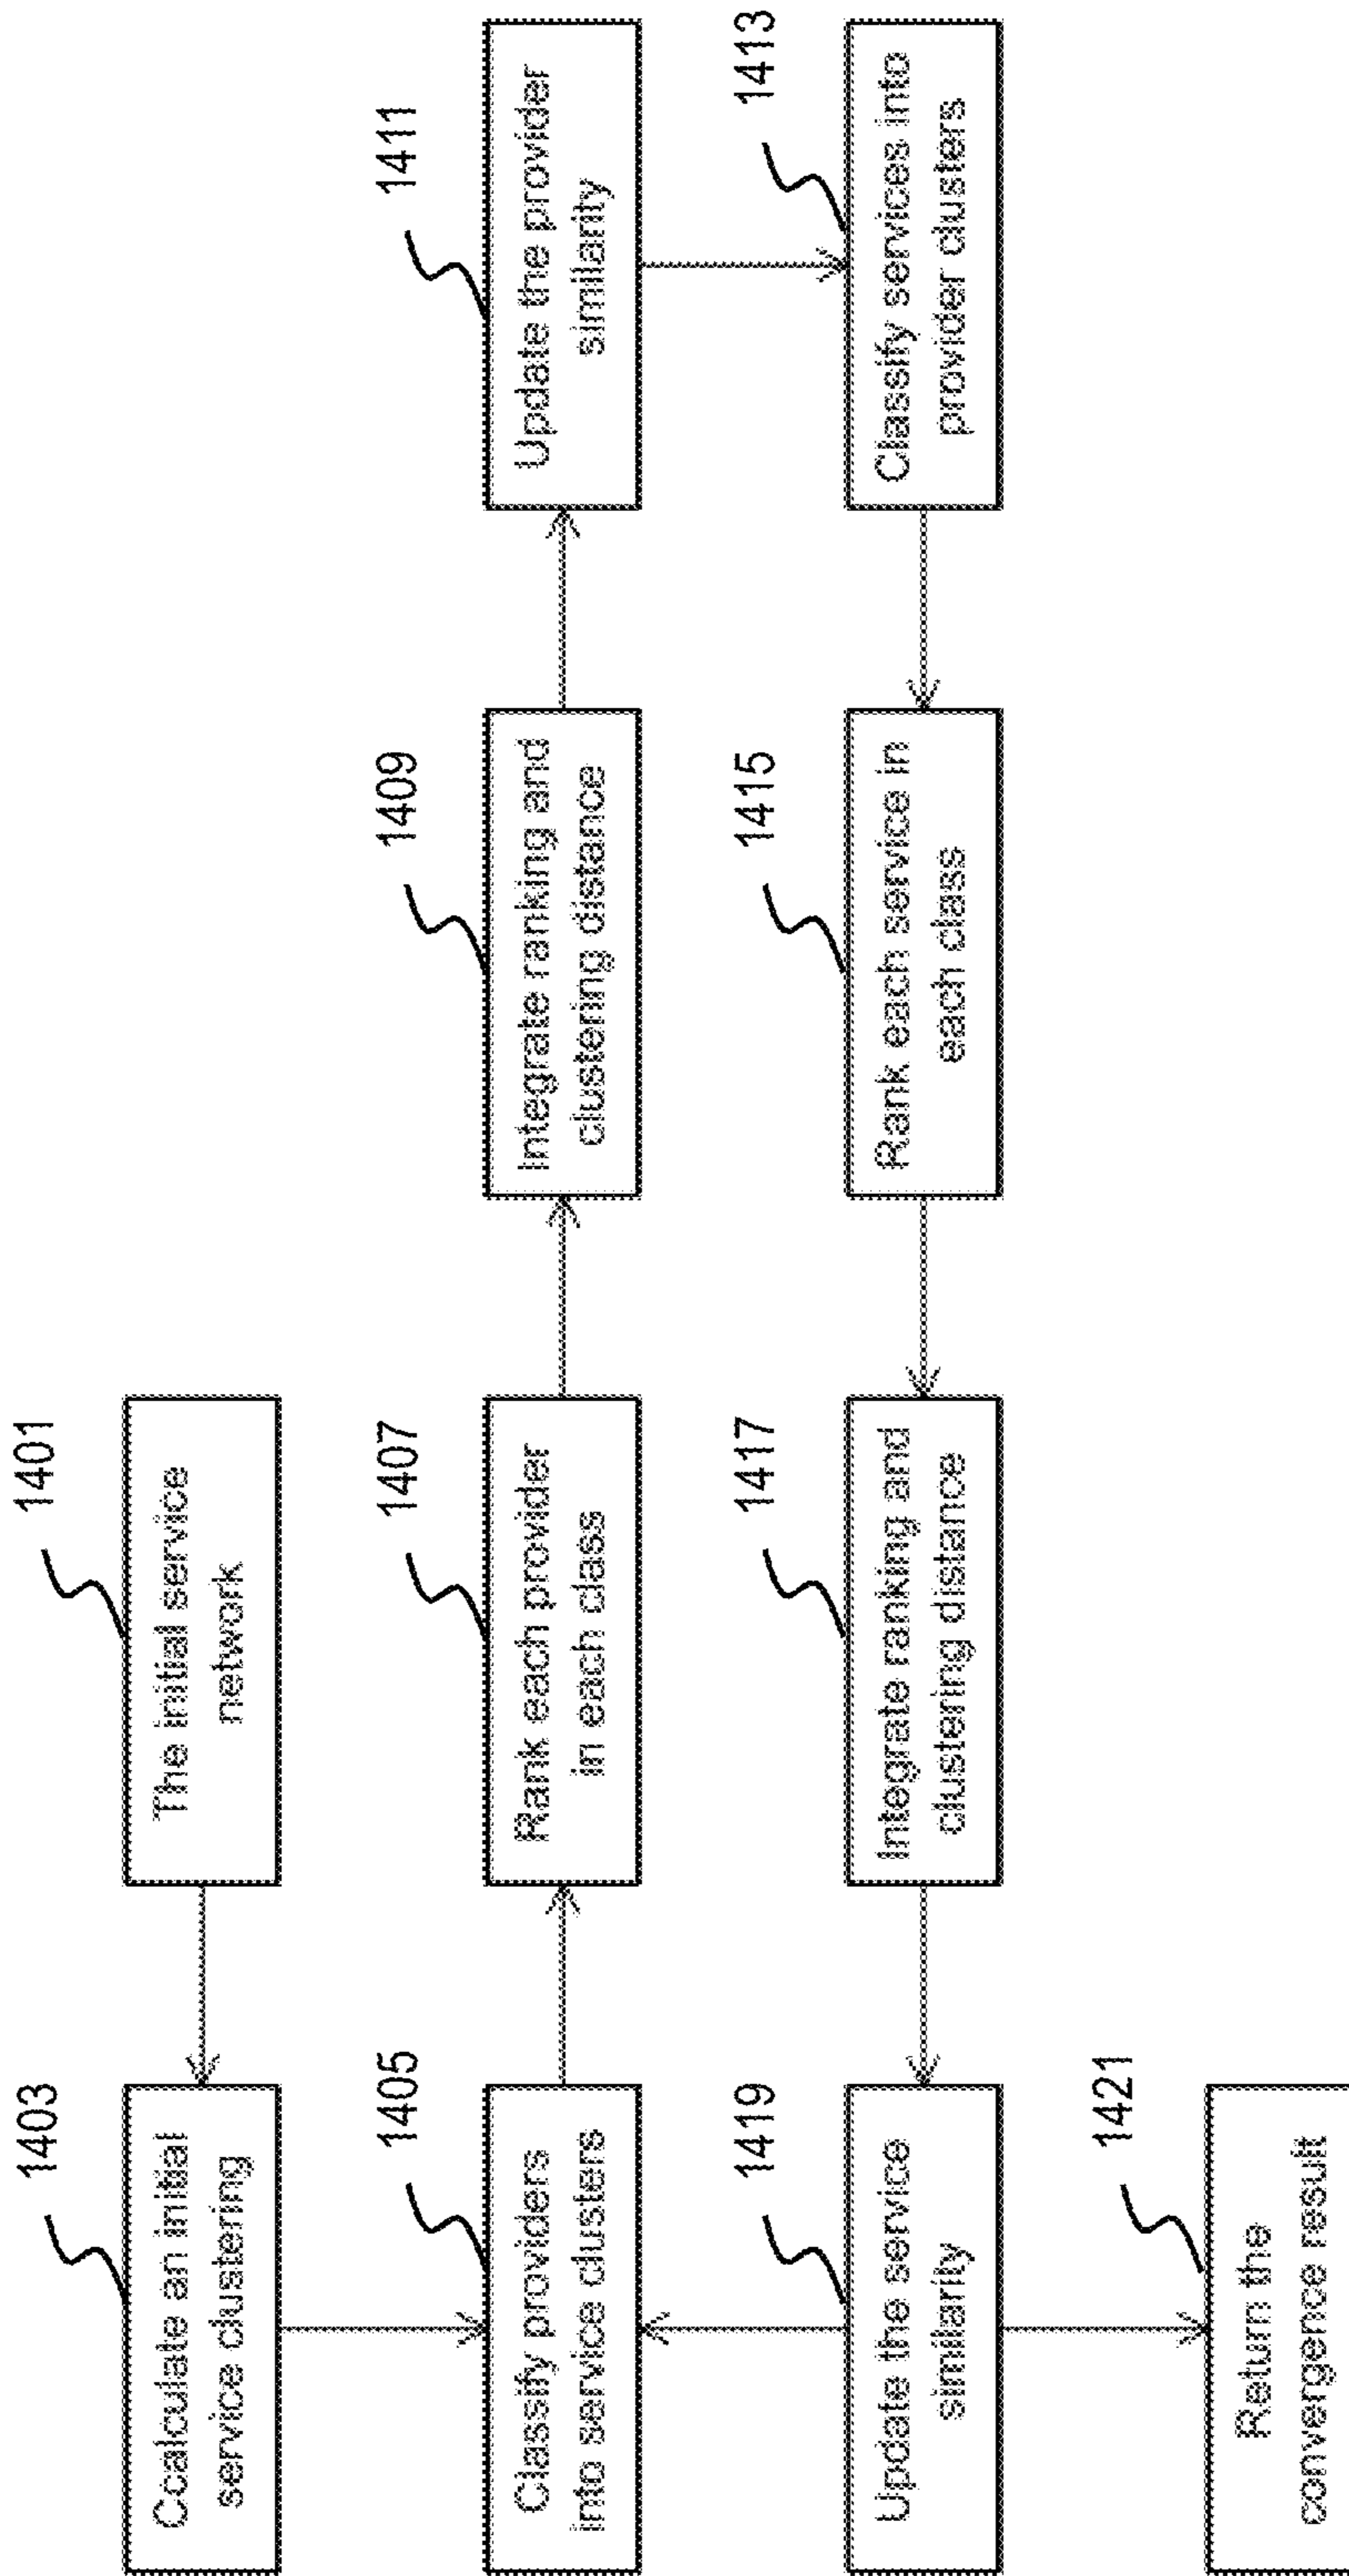 1401
The initial service
network
1403
Ccalculate an initial
service clustering
1405
Classify providers
into service clusters
1407
Rank each provider
in each class
1409
Integrate ranking and
clustering distance
1411
Update the provider
similarity
1413
Classify services into
provider clusters
1415
Rank each service in
each class
1417
Integrate ranking and
clustering distance
1419
Update the service
similarity
1421
Return the
convergence result